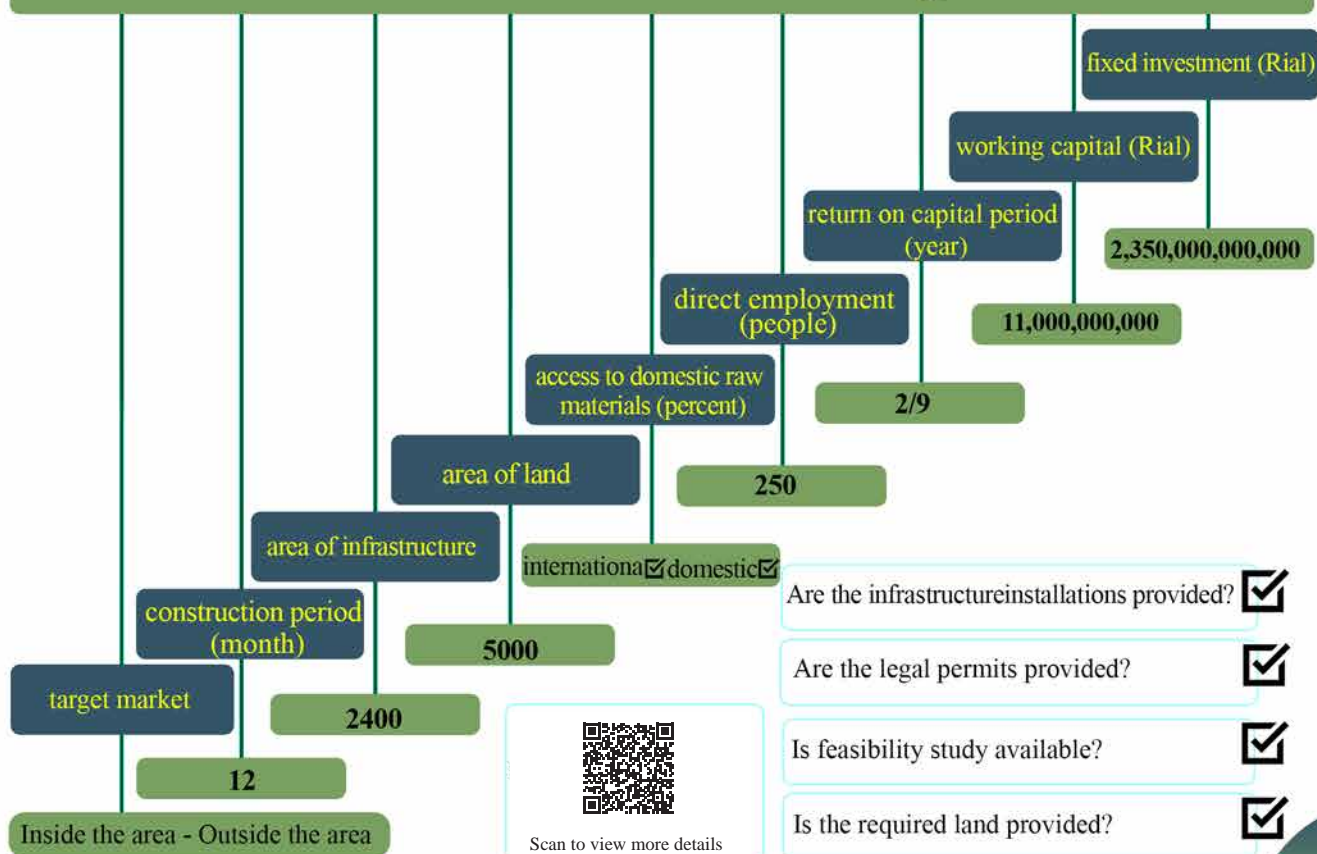 fixed investment (Rial)
2,350,000,000,000
working capital (Rial)
11,000,000,000
return on capital period
(year)
2/9
direct employment
(people)
250
access to domestic raw
materials (percent)
internationa☑domestic☑
area of land
5000
area of infrastructure
2400
construction period
(month)
12
target market
Inside the area - Outside the area
Scan to view more details
Are the infrastructureinstallations provided? ☑
Are the legal permits provided? ☑
Is feasibility study available? ☑
Is the required land provided? ☑